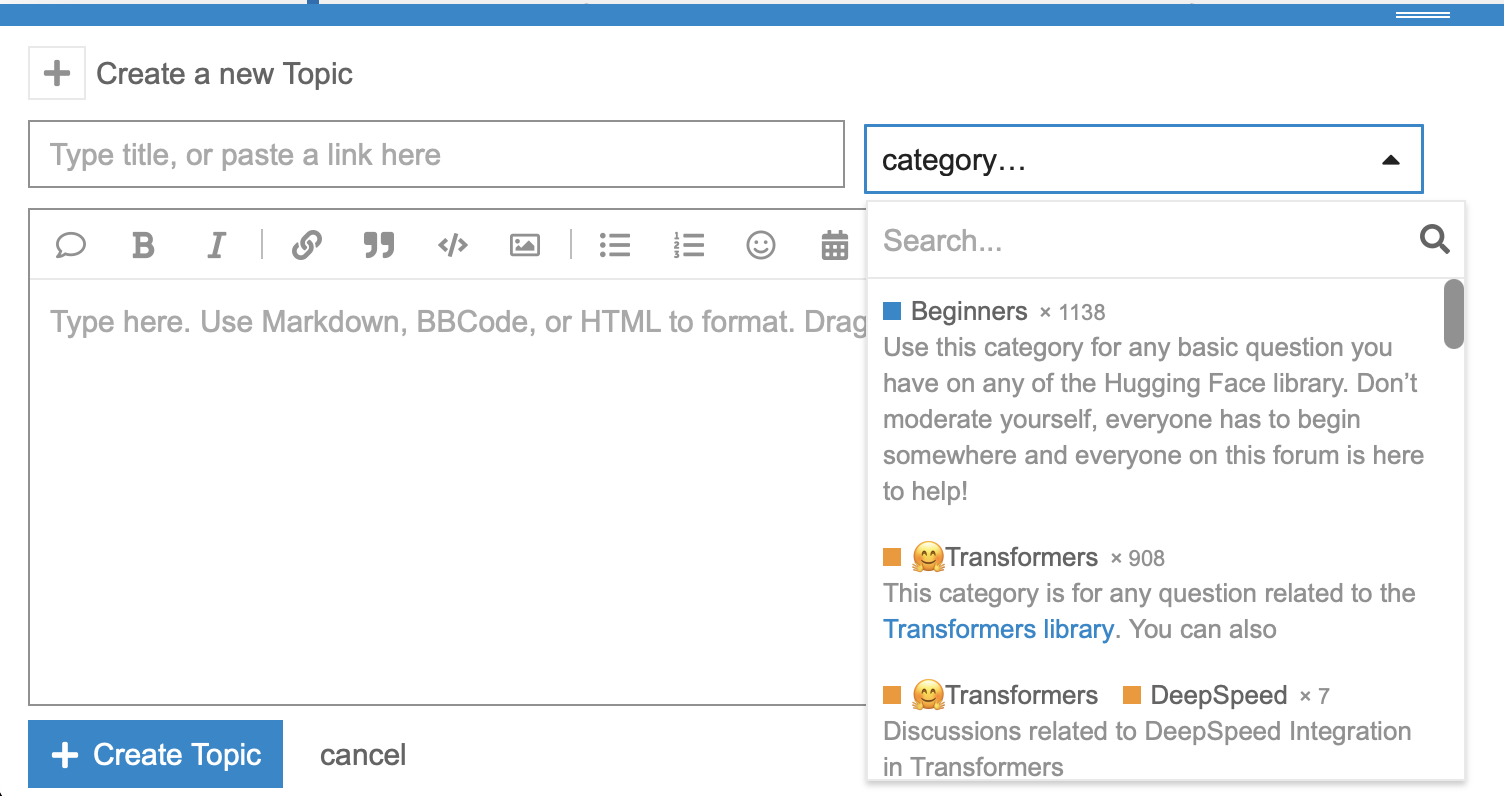 Create a new Topic
Type title, or paste a link here
category…
Search...
Type here. Use Markdown, BBCode, or HTML to format. Drag
Beginners × 1138
Use this category for any basic question you
have on any of the Hugging Face library. Don’t
moderate yourself, everyone has to begin
somewhere and everyone on this forum is here
to help!
🤗Transformers × 908
This category is for any question related to the
Transformers library. You can also
🤗Transformers DeepSpeed × 7
Discussions related to DeepSpeed Integration
in Transformers
Create Topic
cancel